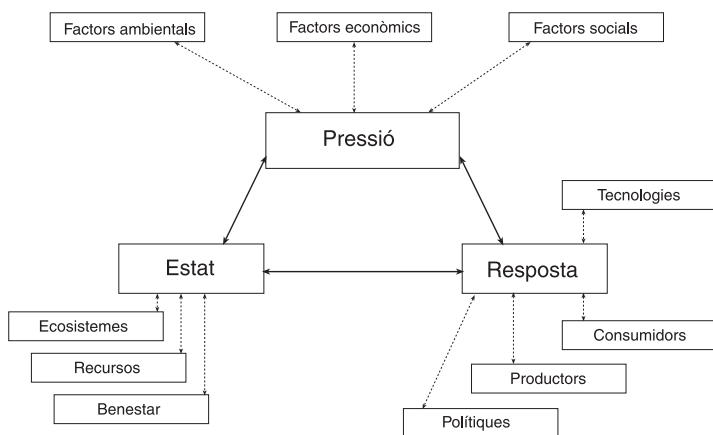 Factors ambientals
Factors econòmics
Factors socials
Pressió
Tecnologies
Estat
Resposta
Ecosistemes
Consumidors
Recursos
Productors
Benestar
Polítiques